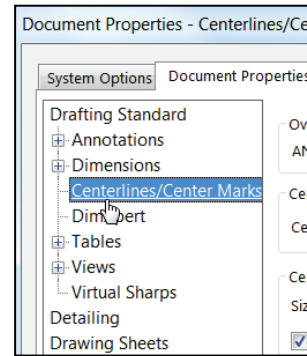 Document Properties - Centerlines/Ce
System Options Document Properties
Drafting Standard
Ov
Annotations
AN
Dimensions
Centerlines/Center Marks
Ce
DimXpert
Ce
Tables
Views
Ce
Virtual Sharps
Siz
Detailing
Drawing Sheets